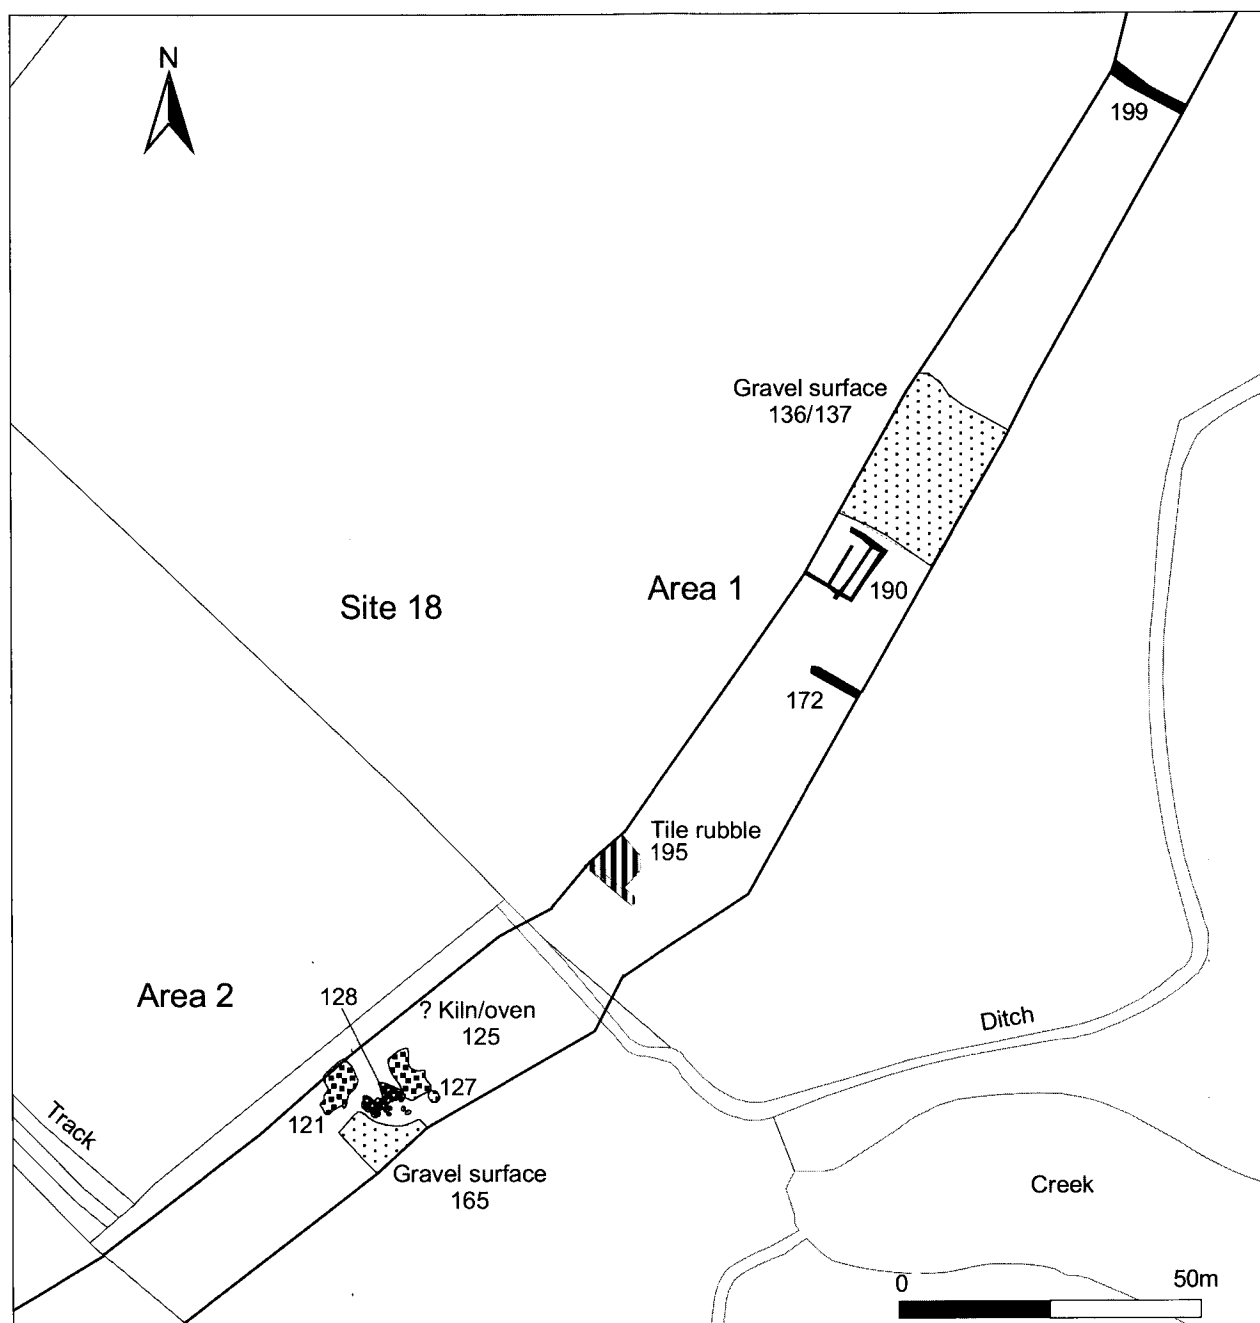 N
199
Gravel surface
136/137
Area 1
190
Site 18
172
Tile rubble
195
Area 2
128
? Kiln/oven
125
Ditch
127
121
Track
Gravel surface
165
Creek
0 50m